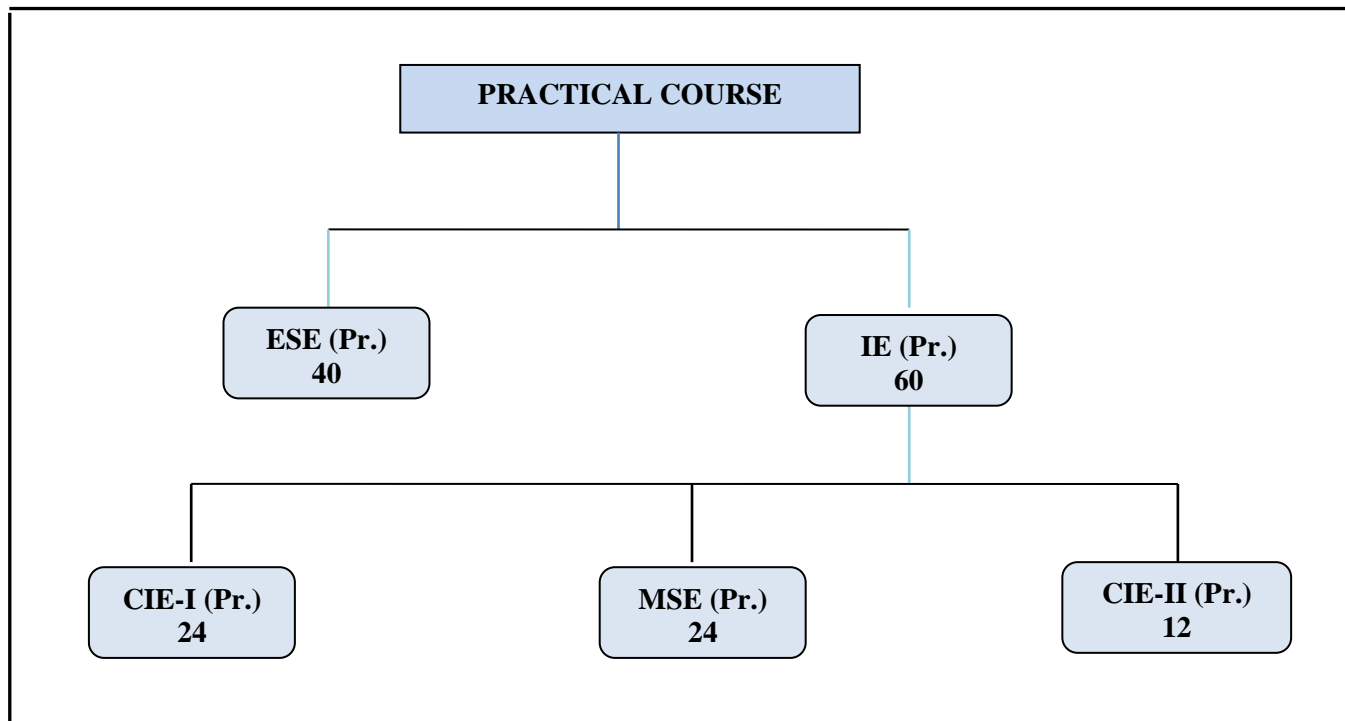 PRACTICAL COURSE
ESE (Pr.)
40
IE (Pr.)
60
CIE-I (Pr.)
24
MSE (Pr.)
24
CIE-II (Pr.)
12